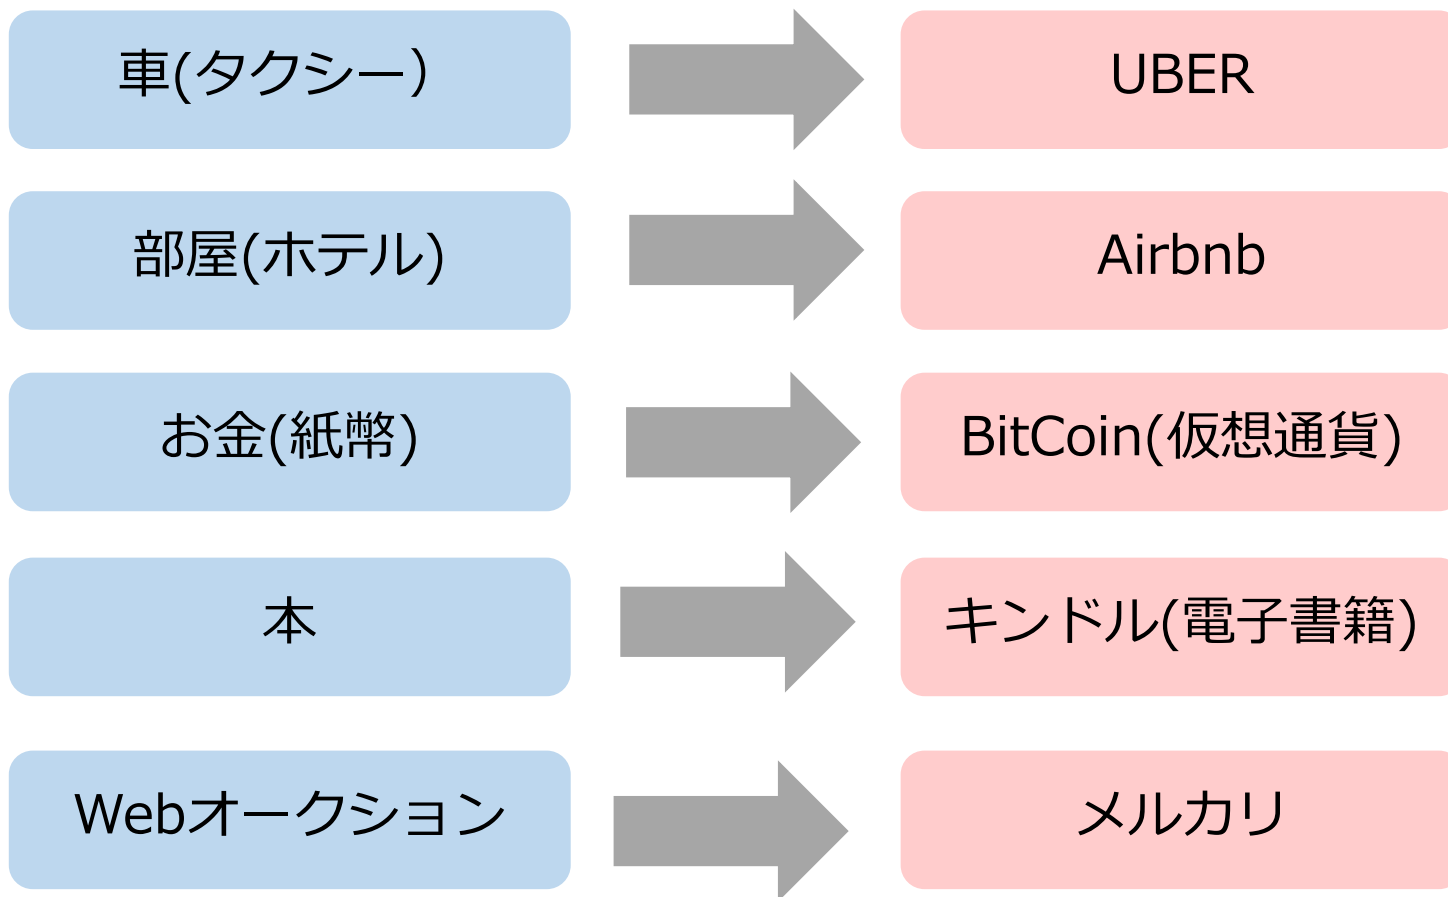 車(タクシー）
UBER
部屋(ホテル)
Airbnb
お金(紙幣)
BitCoin(仮想通貨)
本
キンドル(電子書籍)
Webオークション
メルカリ